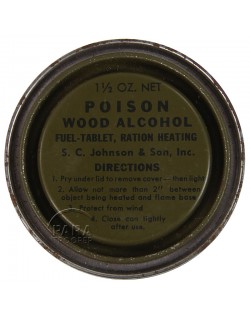 1½ OZ. NET
POISON
WOOD ALCOHOL
FUEL-TABLET, RATION HEATING
S. C. Johnson & Son, Inc.
DIRECTIONS
1. Pry under lid to remove cover -- then light
2. Allow not more than 2" between
object being heated and flame base
Protect from wind
4. Close can tightly
after use.
PARA